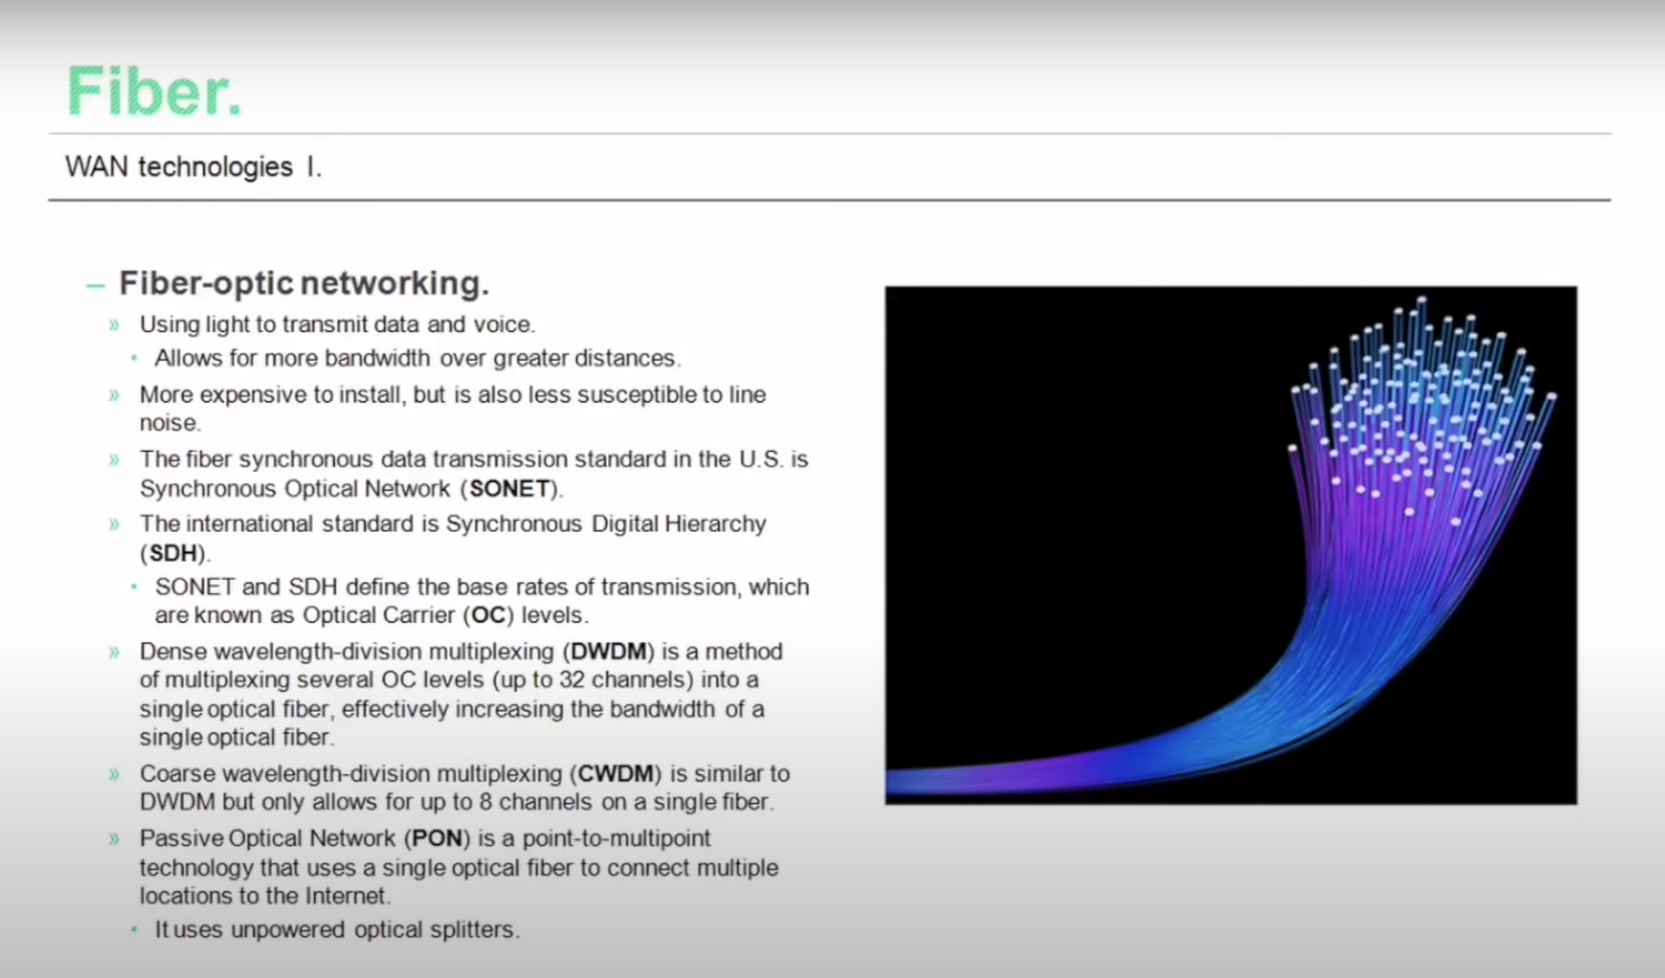 Fiber.
WAN technologies I.
– Fiber-optic networking.
» Using light to transmit data and voice.
• Allows for more bandwidth over greater distances.
» More expensive to install, but is also less susceptible to line
noise.
» The fiber synchronous data transmission standard in the U.S. is
Synchronous Optical Network (SONET).
» The international standard is Synchronous Digital Hierarchy
(SDH).
• SONET and SDH define the base rates of transmission, which
are known as Optical Carrier (OC) levels.
» Dense wavelength-division multiplexing (DWDM) is a method
of multiplexing several OC levels (up to 32 channels) into a
single optical fiber, effectively increasing the bandwidth of a
single optical fiber.
» Coarse wavelength-division multiplexing (CWDM) is similar to
DWDM but only allows for up to 8 channels on a single fiber.
» Passive Optical Network (PON) is a point-to-multipoint
technology that uses a single optical fiber to connect multiple
locations to the Internet.
• It uses unpowered optical splitters.